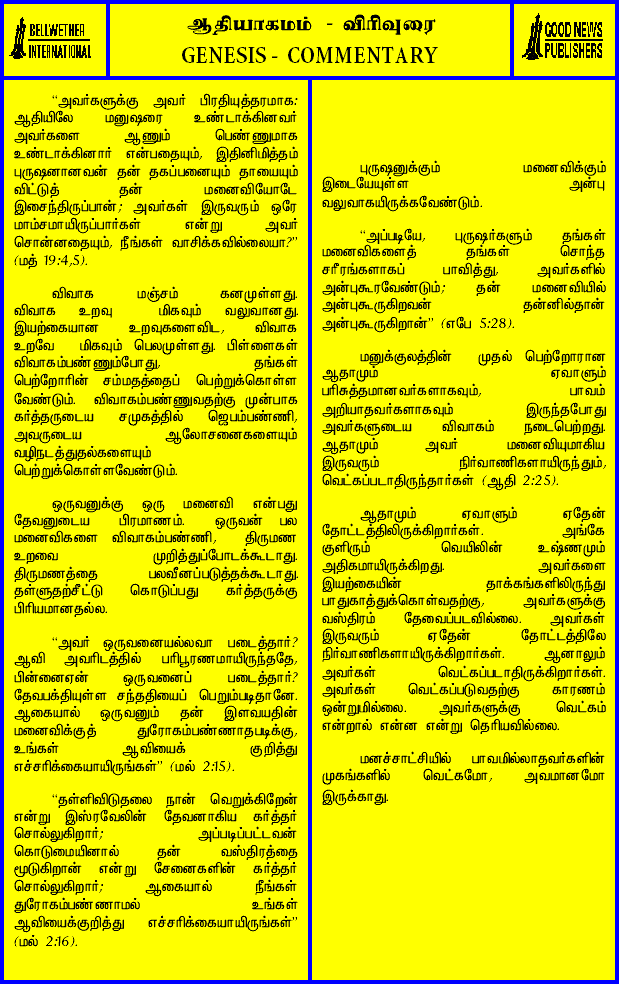 BELLWETHER
INTERNATIONAL
ஆதியாகமம் - விரிவுரை
GENESIS - COMMENTARY
GOOD NEWS
PUBLISHERS
“அவர்களுக்கு அவர் பிரதியுத்தரமாக:
ஆதியிலே மனுஷரை உண்டாக்கினவர்
அவர்களை ஆணும் பெண்ணுமாக
உண்டாக்கினார் என்பதையும், இதினிமித்தம்
புருஷனானவன் தன் தகப்பனையும் தாயையும்
விட்டுத் தன் மனைவியோடே
இசைந்திருப்பான்; அவர்கள் இருவரும் ஒரே
மாம்சமாயிருப்பார்கள் என்று அவர்
சொன்னதையும், நீங்கள் வாசிக்கவில்லையா?”
(மத் 19:4,5).
விவாக மஞ்சம் கனமுள்ளது.
விவாக உறவு மிகவும் வலுவானது.
இயற்கையான உறவுகளைவிட, விவாக
உறவே மிகவும் பெலமுள்ளது. பிள்ளைகள்
விவாகம்பண்ணும்போது, தங்கள்
பெற்றோரின் சம்மதத்தைப் பெற்றுக்கொள்ள
வேண்டும். விவாகம்பண்ணுவதற்கு முன்பாக
கர்த்தருடைய சமுகத்தில் ஜெபம்பண்ணி,
அவருடைய ஆலோசனைகளையும்
வழிநடத்துதல்களையும்
பெற்றுக்கொள்ளவேண்டும்.
ஒருவனுக்கு ஒரு மனைவி என்பது
தேவனுடைய பிரமாணம். ஒருவன் பல
மனைவிகளை விவாகம்பண்ணி, திருமண
உறவை முறித்துப்போடக்கூடாது.
திருமணத்தை பலவீனப்படுத்தக்கூடாது.
தள்ளுதற்சீட்டு கொடுப்பது கர்த்தருக்கு
பிரியமானதல்ல.
“அவர் ஒருவனையல்லவா படைத்தார்?
ஆவி அவரிடத்தில் பரிபூரணமாயிருந்ததே,
பின்னைஏன் ஒருவனைப் படைத்தார்?
தேவபக்தியுள்ள சந்ததியைப் பெறும்படிதானே.
ஆகையால் ஒருவனும் தன் இளவயதின்
மனைவிக்குத் துரோகம்பண்ணாதபடிக்கு,
உங்கள் ஆவியைக் குறித்து
எச்சரிக்கையாயிருங்கள்” (மல் 2:15).
“தள்ளிவிடுதலை நான் வெறுக்கிறேன்
என்று இஸ்ரவேலின் தேவனாகிய கர்த்தர்
சொல்லுகிறார்; அப்படிப்பட்டவன்
கொடுமையினால் தன் வஸ்திரத்தை
மூடுகிறான் என்று சேனைகளின் கர்த்தர்
சொல்லுகிறார்; ஆகையால் நீங்கள்
துரோகம்பண்ணாமல் உங்கள்
ஆவியைக்குறித்து எச்சரிக்கையாயிருங்கள்”
(மல் 2:16).
புருஷனுக்கும் மனைவிக்கும்
இடையேயுள்ள அன்பு
வலுவாகயிருக்கவேண்டும்.
“அப்படியே, புருஷர்களும் தங்கள்
மனைவிகளைத் தங்கள் சொந்த
சரீரங்களாகப் பாவித்து, அவர்களில்
அன்புகூரவேண்டும்; தன் மனைவியில்
அன்புகூருகிறவன் தன்னில்தான்
அன்புகூருகிறான்” (எபே 5:28).
மனுக்குலத்தின் முதல் பெற்றோரான
ஆதாமும் ஏவாளும்
பரிசுத்தமானவர்களாகவும், பாவம்
அறியாதவர்களாகவும் இருந்தபோது
அவர்களுடைய விவாகம் நடைபெற்றது.
ஆதாமும் அவர் மனைவியுமாகிய
இருவரும் நிர்வாணிகளாயிருந்தும்,
வெட்கப்படாதிருந்தார்கள் (ஆதி 2:25).
ஆதாமும் ஏவாளும் ஏதேன்
தோட்டத்திலிருக்கிறார்கள். அங்கே
குளிரும் வெயிலின் உஷ்ணமும்
அதிகமாயிருக்கிறது. அவர்களை
இயற்கையின் தாக்கங்களிலிருந்து
பாதுகாத்துக்கொள்வதற்கு, அவர்களுக்கு
வஸ்திரம் தேவைப்படவில்லை. அவர்கள்
இருவரும் ஏதேன் தோட்டத்திலே
நிர்வாணிகளாயிருக்கிறார்கள். ஆனாலும்
அவர்கள் வெட்கப்படாதிருக்கிறார்கள்.
அவர்கள் வெட்கப்படுவதற்கு காரணம்
ஒன்றுமில்லை. அவர்களுக்கு வெட்கம்
என்றால் என்ன என்று தெரியவில்லை.
மனச்சாட்சியில் பாவமில்லாதவர்களின்
முகங்களில் வெட்கமோ, அவமானமோ
இருக்காது.